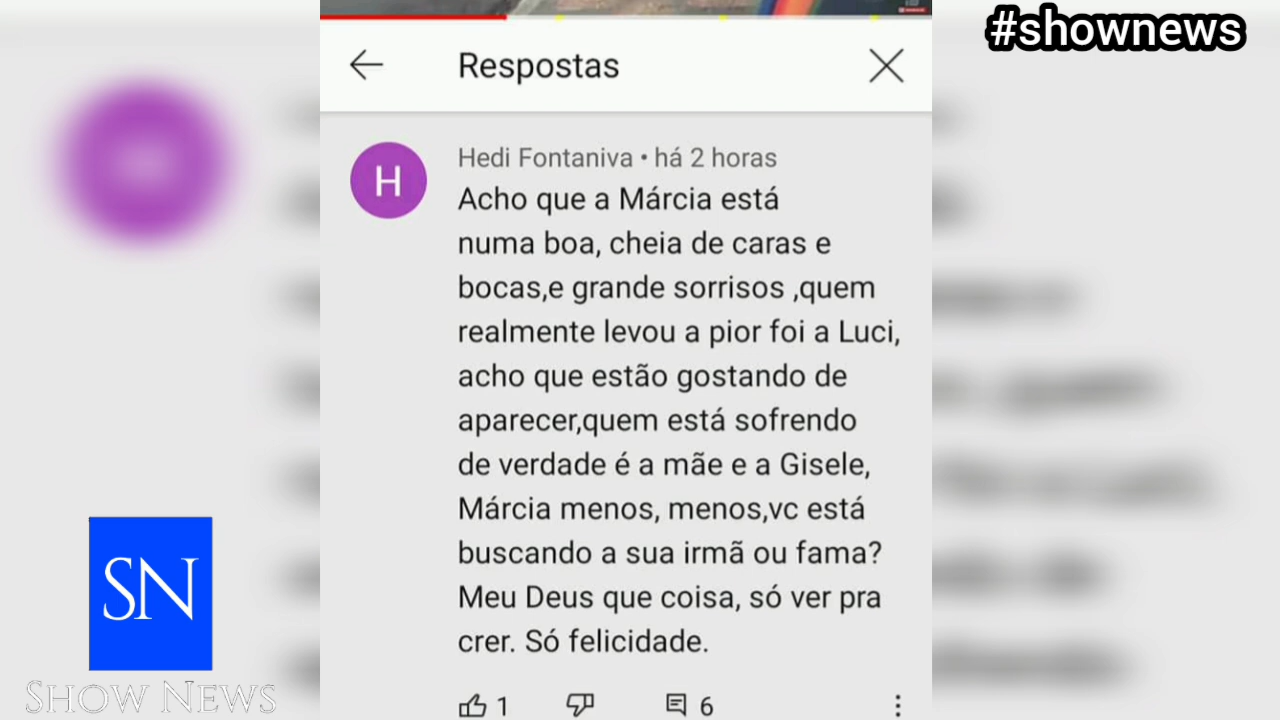 #shownews
Respostas
H
Hedi Fontaniva • há 2 horas
Acho que a Márcia está
numa boa, cheia de caras e
bocas,e grande sorrisos ,quem
realmente levou a pior foi a Luci,
acho que estão gostando de
aparecer,quem está sofrendo
de verdade é a mãe e a Gisele,
Márcia menos, menos,vc está
buscando a sua irmã ou fama?
Meu Deus que coisa, só ver pra
crer. Só felicidade.
1
6
SN
SHOW NEWS